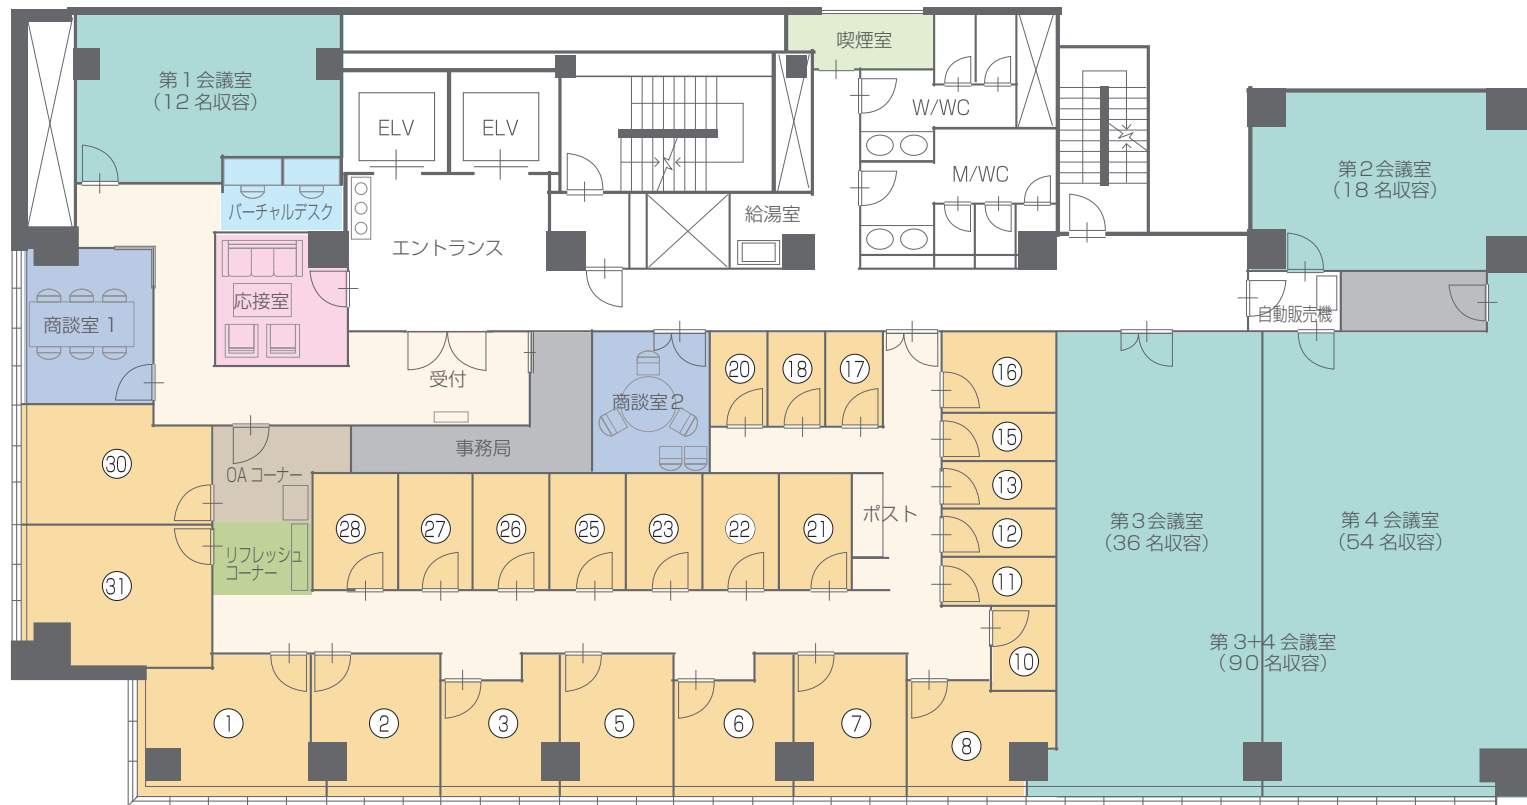 喫煙室
第1会議室
（12名収容）
ELV
ELV
W/WC
M/WC
第2会議室
（18名収容）
バーチャルデスク
給湯室
エントランス
応接室
自動販売機
商談室1
受付
商談室2
事務局
OAコーナー
リフレッシュ
コーナー
ポスト
⑳
⑱
⑰
⑯
⑮
⑬
⑫
⑪
⑩
㉚
㉛
㉘
㉗
㉖
㉕
㉓
㉒
㉑
第3会議室
（36名収容）
第4会議室
（54名収容）
第3+4会議室
（90名収容）
①
②
③
⑤
⑥
⑦
⑧